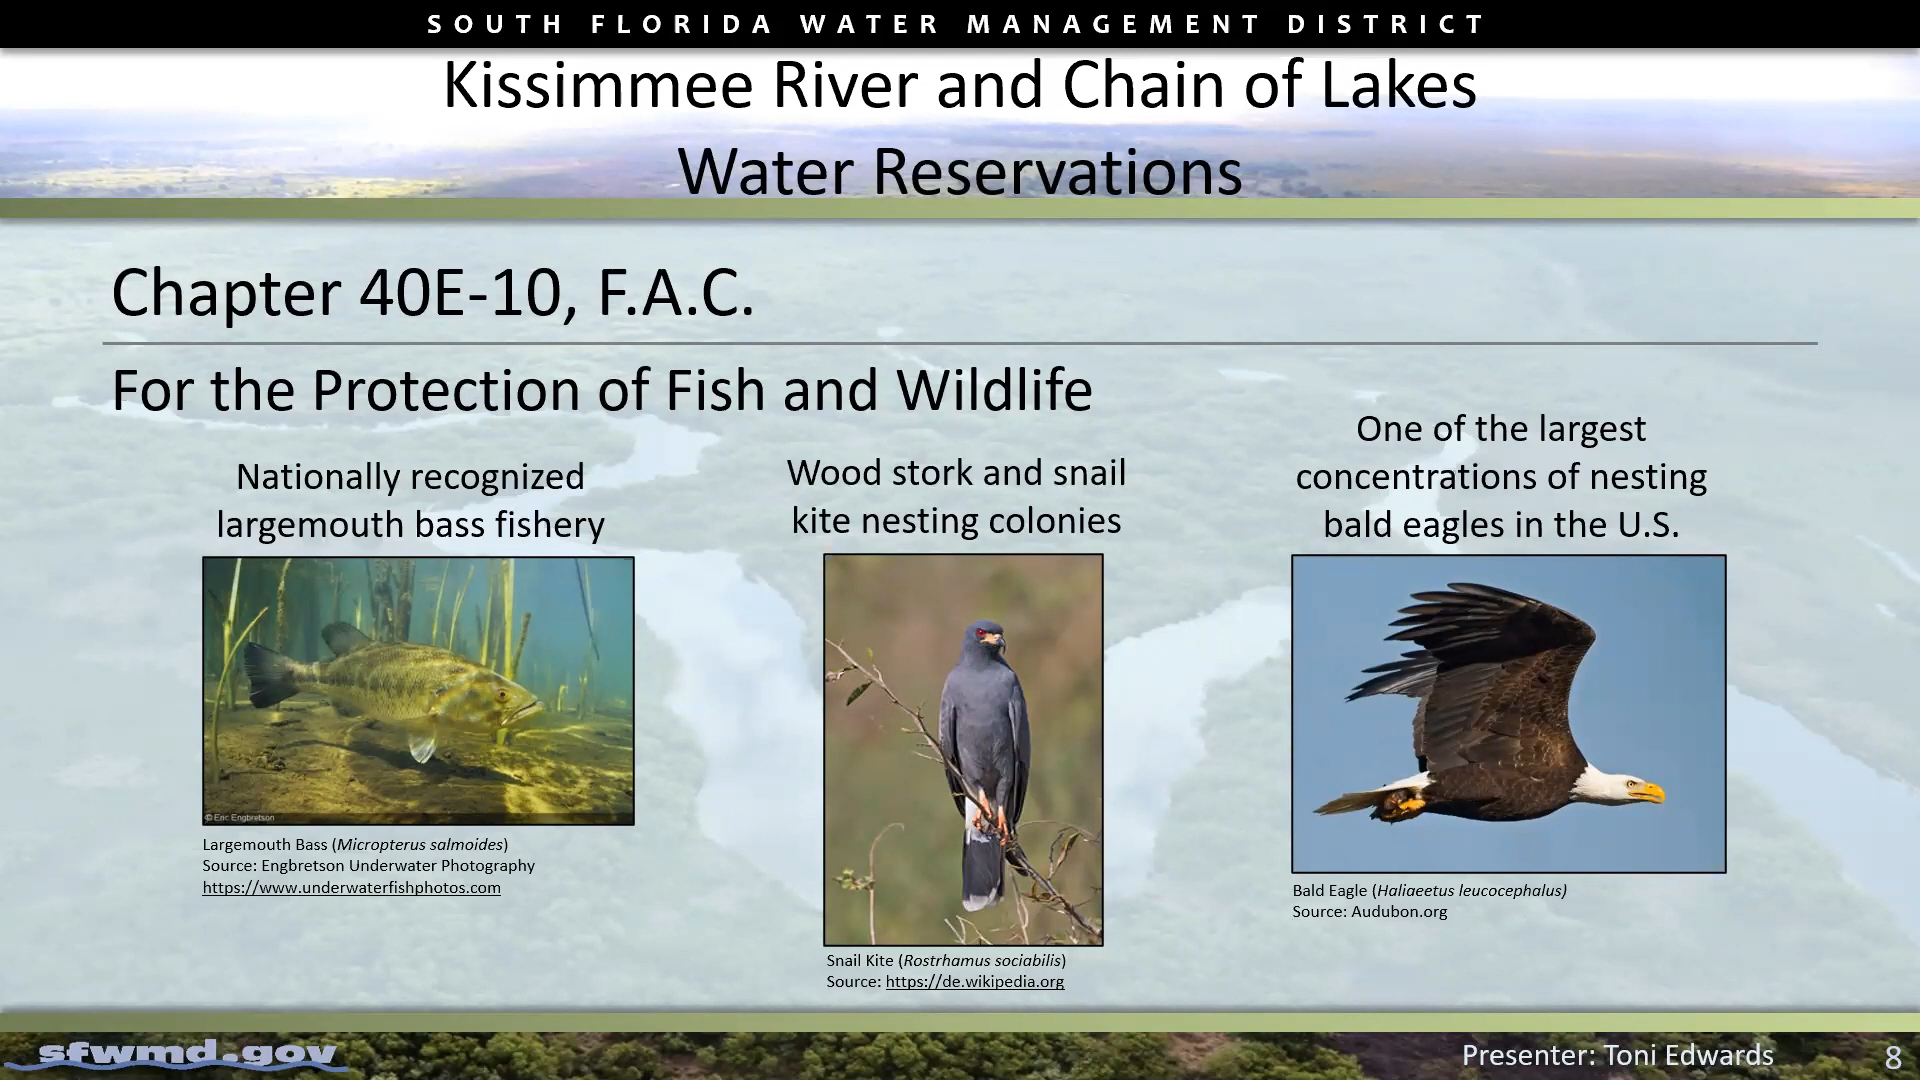 SOUTH FLORIDA WATER MANAGEMENT DISTRICT
Kissimmee River and Chain of Lakes
Water Reservations
Chapter 40E-10, F.A.C.
For the Protection of Fish and Wildlife
Nationally recognized
largemouth bass fishery
© Eric Engbretson
Largemouth Bass (Micropterus salmoides)
Source: Engbretson Underwater Photography
https://www.underwaterfishphotos.com
Wood stork and snail
kite nesting colonies
Snail Kite (Rostrhamus sociabilis)
Source: https://de.wikipedia.org
One of the largest
concentrations of nesting
bald eagles in the U.S.
Bald Eagle (Haliaeetus leucocephalus)
Source: Audubon.org
sfwmd.gov
Presenter: Toni Edwards
8